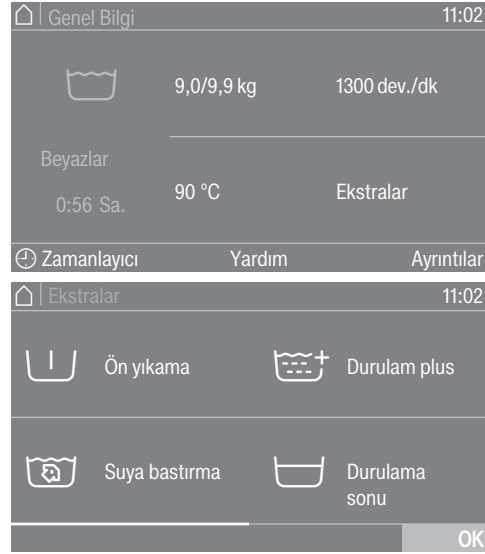 Genel Bilgi 11:02
9,0/9,9 kg 1300 dev./dk
Beyazlar
0:56 Sa.
90 °C Ekstralar
Zamanlayıcı Yardım Ayrıntılar
Ekstralar 11:02
Ön yıkama Durulam plus
Suya bastırma Durulama
sonu
OK